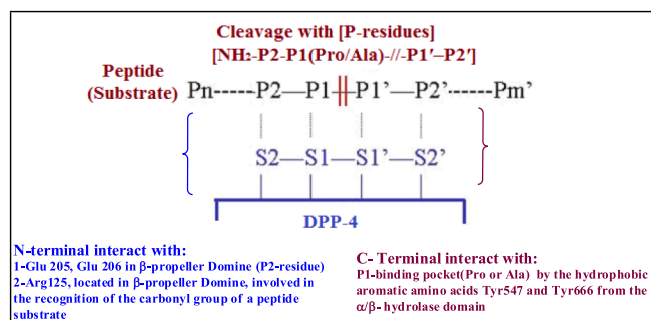 Cleavage with [P-residues]
[NH₂-P2-P1(Pro/Ala)-//-P1′–P2′]
Peptide
(Substrate)
Pn-----P2—P1‖P1’—P2’------Pm’
S2—S1—S1’—S2’
DPP-4
N-terminal interact with:
1-Glu 205, Glu 206 in β-propeller Domine (P2-residue)
2-Arg125, located in β-propeller Domine, involved
in the recognition of the carbonyl group of a peptide
substrate
C- Terminal interact with:
P1-binding pocket(Pro or Ala) by the hydrophobic
aromatic amino acids Tyr547 and Tyr666 from the
α/β- hydrolase domain